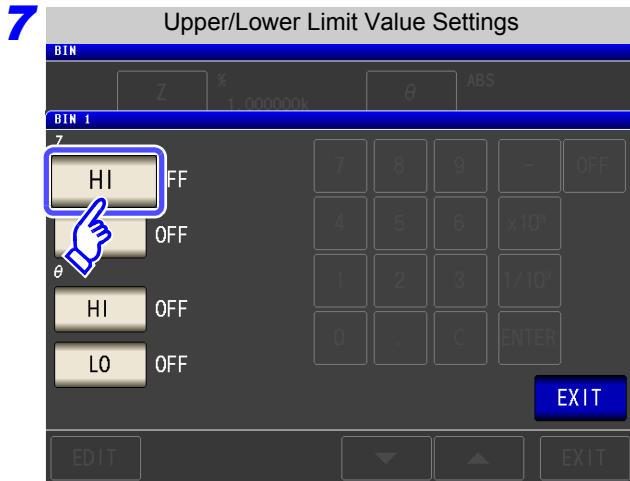 7
Upper/Lower Limit Value Settings
BIN
Z % 1.000000k θ ABS
BIN 1
Z
HI FF
7 8 9 - OFF
OFF
4 5 6 x10ⁿ
θ
1 2 3 1/10ⁿ
HI OFF
0 . C ENTER
LO OFF
EXIT
EDIT ▼ ▲ EXIT